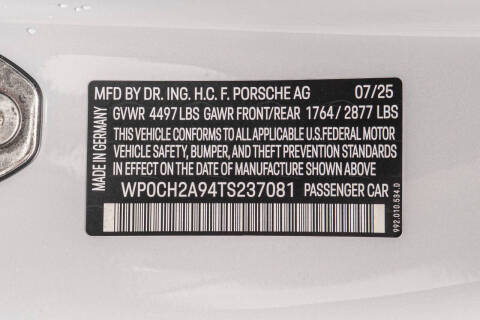 MFD BY DR. ING. H.C. F. PORSCHE AG 07/25
GVWR 4497 LBS GAWR FRONT/REAR 1764 / 2877 LBS
THIS VEHICLE CONFORMS TO ALL APPLICABLE U.S.FEDERAL MOTOR
VEHICLE SAFETY, BUMPER, AND THEFT PREVENTION STANDARDS
IN EFFECT ON THE DATE OF MANUFACTURE SHOWN ABOVE
WP0CH2A94TS237081 PASSENGER CAR
MADE IN GERMANY
992.010.534.D